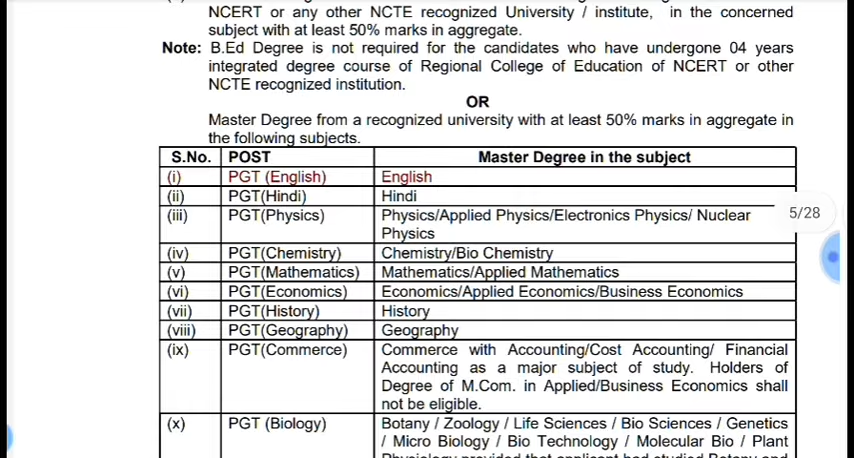 NCERT or any other NCTE recognized University / institute, in the concerned
subject with at least 50% marks in aggregate.
Note: B.Ed Degree is not required for the candidates who have undergone 04 years
integrated degree course of Regional College of Education of NCERT or other
NCTE recognized institution.
OR
Master Degree from a recognized university with at least 50% marks in aggregate in
the following subjects.
S.No. POST Master Degree in the subject
(i) PGT (English) English
(ii) PGT(Hindi) Hindi
(iii) PGT(Physics) Physics/Applied Physics/Electronics Physics/ Nuclear
Physics
5/28
(iv) PGT(Chemistry) Chemistry/Bio Chemistry
(v) PGT(Mathematics) Mathematics/Applied Mathematics
(vi) PGT(Economics) Economics/Applied Economics/Business Economics
(vii) PGT(History) History
(viii) PGT(Geography) Geography
(ix) PGT(Commerce) Commerce with Accounting/Cost Accounting/ Financial
Accounting as a major subject of study. Holders of
Degree of M.Com. in Applied/Business Economics shall
not be eligible.
(x) PGT (Biology) Botany / Zoology / Life Sciences / Bio Sciences / Genetics
/ Micro Biology / Bio Technology / Molecular Bio / Plant
Physiology provided that applicant had studied Botany and